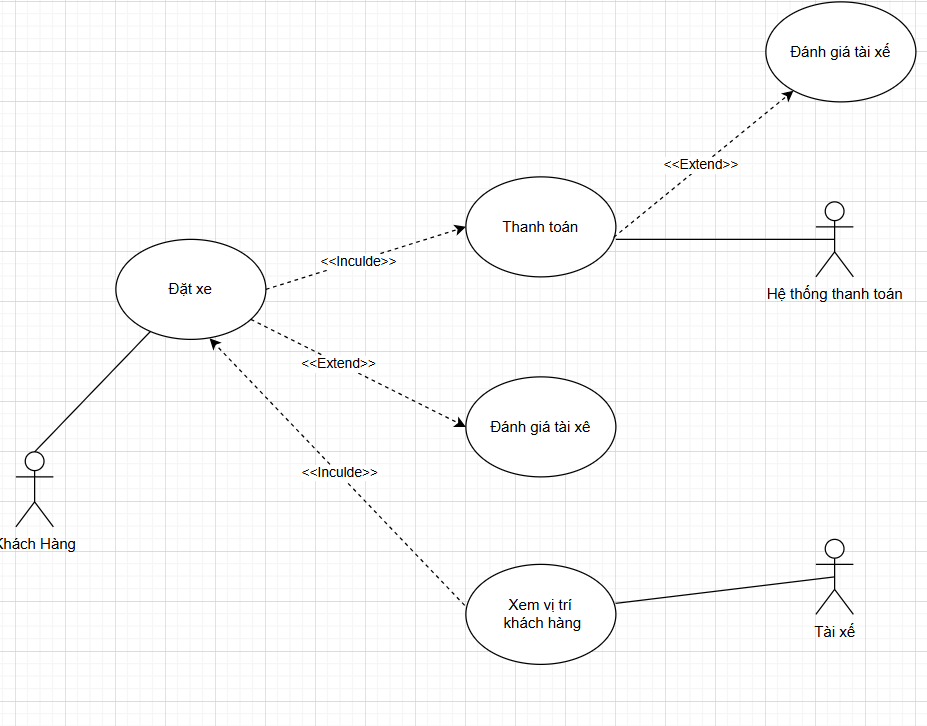 Đánh giá tài xế
<<Extend>>
Thanh toán
<<Inculde>>
Đặt xe
Hệ thống thanh toán
<<Extend>>
Đánh giá tài xê
<<Inculde>>
Khách Hàng
Xem vị trí
khách hàng
Tài xế